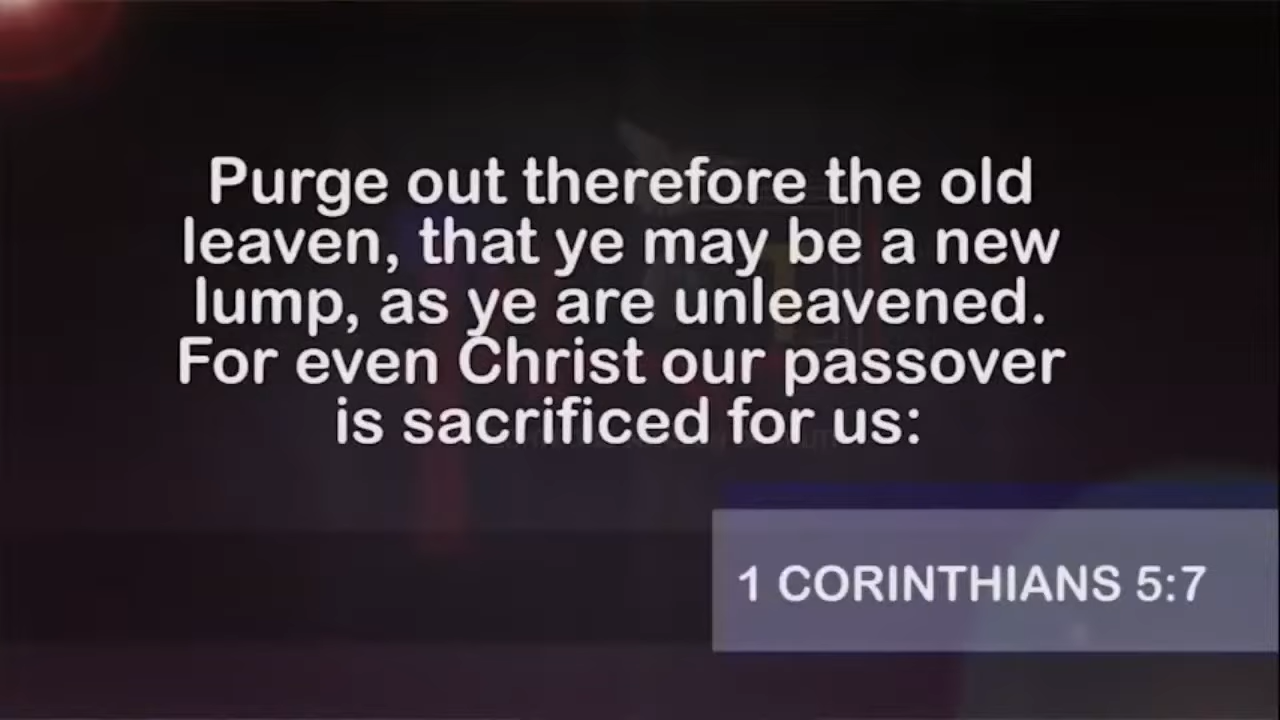 Purge out therefore the old
leaven, that ye may be a new
lump, as ye are unleavened.
For even Christ our passover
is sacrificed for us:
1 CORINTHIANS 5:7